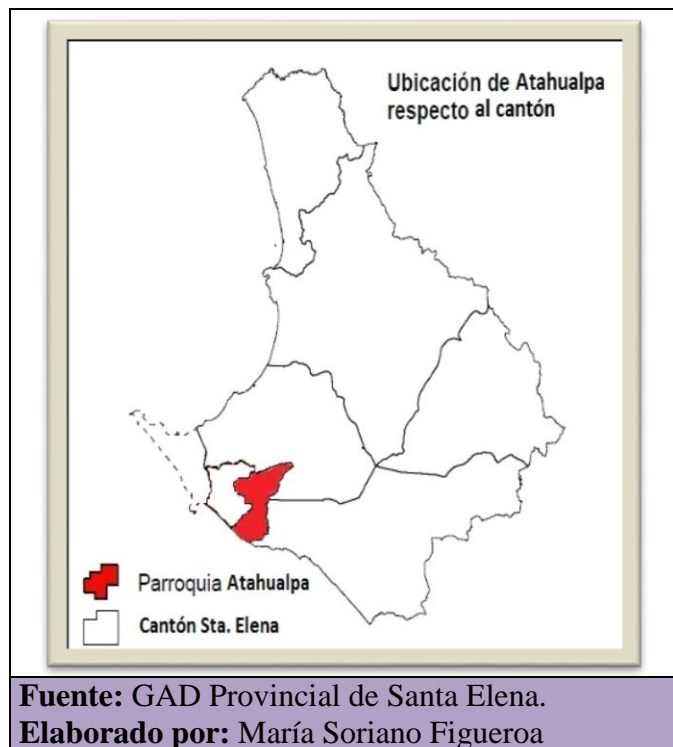 Ubicación de Atahualpa
respecto al cantón
Parroquia Atahualpa
Cantón Sta. Elena
Fuente: GAD Provincial de Santa Elena.
Elaborado por: María Soriano Figueroa